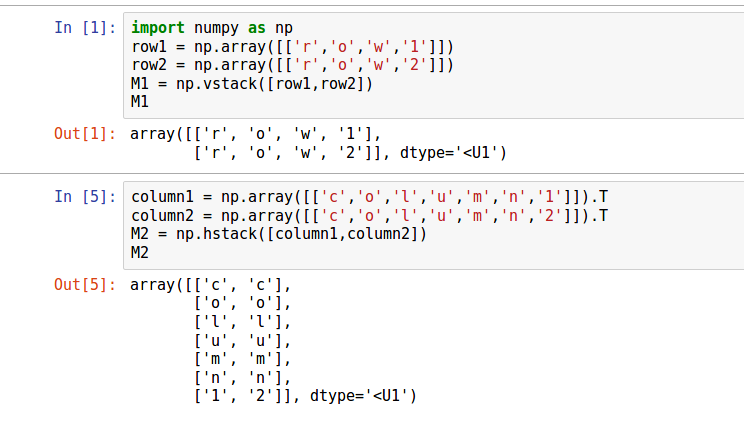 In [1]: import numpy as np
row1 = np.array([['r','o','w','1']])
row2 = np.array([['r','o','w','2']])
M1 = np.vstack([row1,row2])
M1
Out[1]: array([['r', 'o', 'w', '1'],
['r', 'o', 'w', '2']], dtype='<U1')
In [5]: column1 = np.array([['c','o','l','u','m','n','1']]).T
column2 = np.array([['c','o','l','u','m','n','2']]).T
M2 = np.hstack([column1,column2])
M2
Out[5]: array([['c', 'c'],
['o', 'o'],
['l', 'l'],
['u', 'u'],
['m', 'm'],
['n', 'n'],
['1', '2']], dtype='<U1')